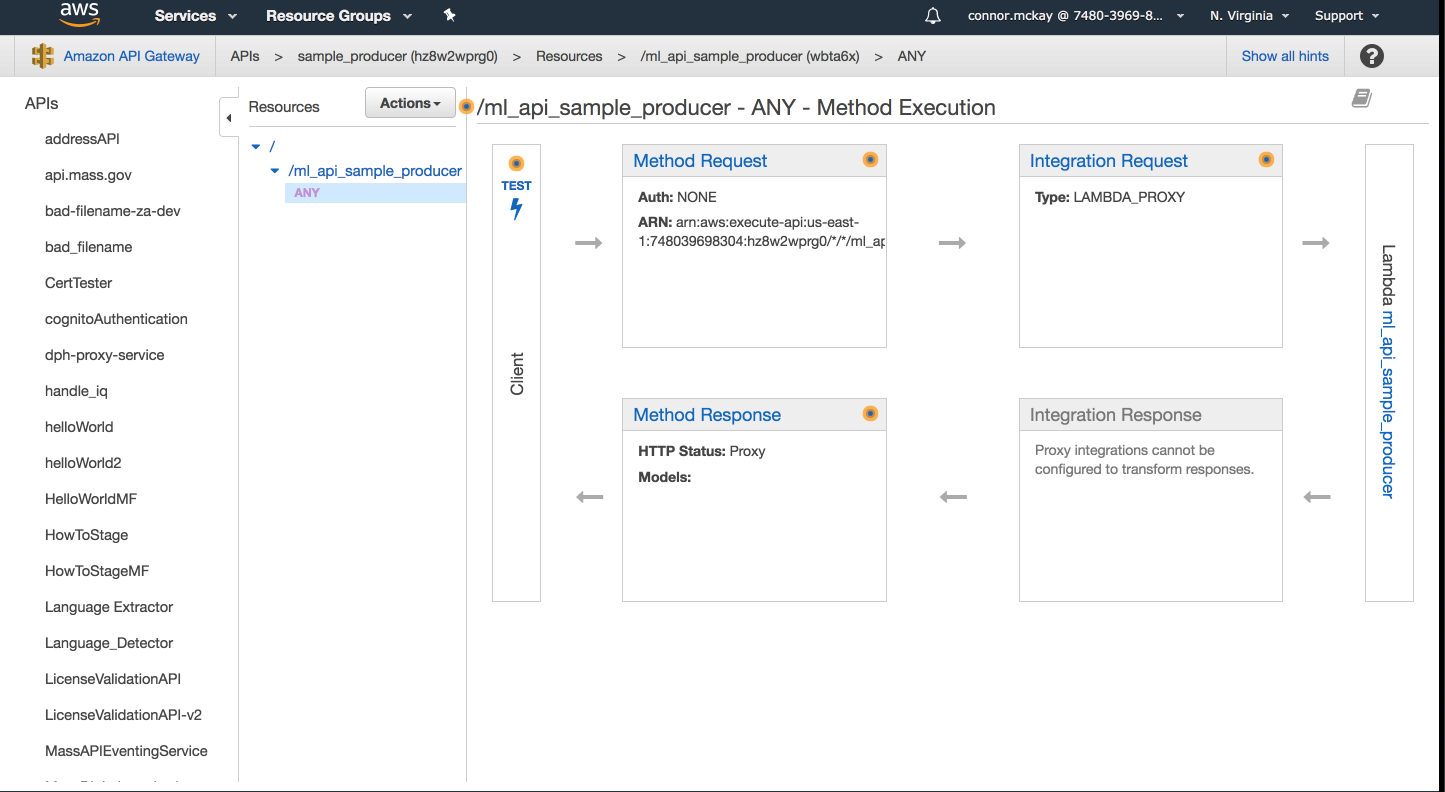 aws
Services
Resource Groups
connor.mckay @ 7480-3969-8...
N. Virginia
Support
Amazon API Gateway
APIs > sample_producer (hz8w2wprg0) > Resources > /ml_api_sample_producer (wbta6x) > ANY
Show all hints
?
APIs
addressAPI
api.mass.gov
bad-filename-za-dev
bad_filename
CertTester
cognitoAuthentication
dph-proxy-service
handle_iq
helloWorld
helloWorld2
HelloWorldMF
HowToStage
HowToStageMF
Language Extractor
Language_Detector
LicenseValidationAPI
LicenseValidationAPI-v2
MassAPIEventingService
Resources
Actions
/
/ml_api_sample_producer
ANY
/ml_api_sample_producer - ANY - Method Execution
TEST
Client
Method Request
Auth: NONE
ARN: arn:aws:execute-api:us-east-
1:748039698304:hz8w2wprg0/*/*/ml_ap
Integration Request
Type: LAMBDA_PROXY
Method Response
HTTP Status: Proxy
Models:
Integration Response
Proxy integrations cannot be
configured to transform responses.
Lambda ml_api_sample_producer